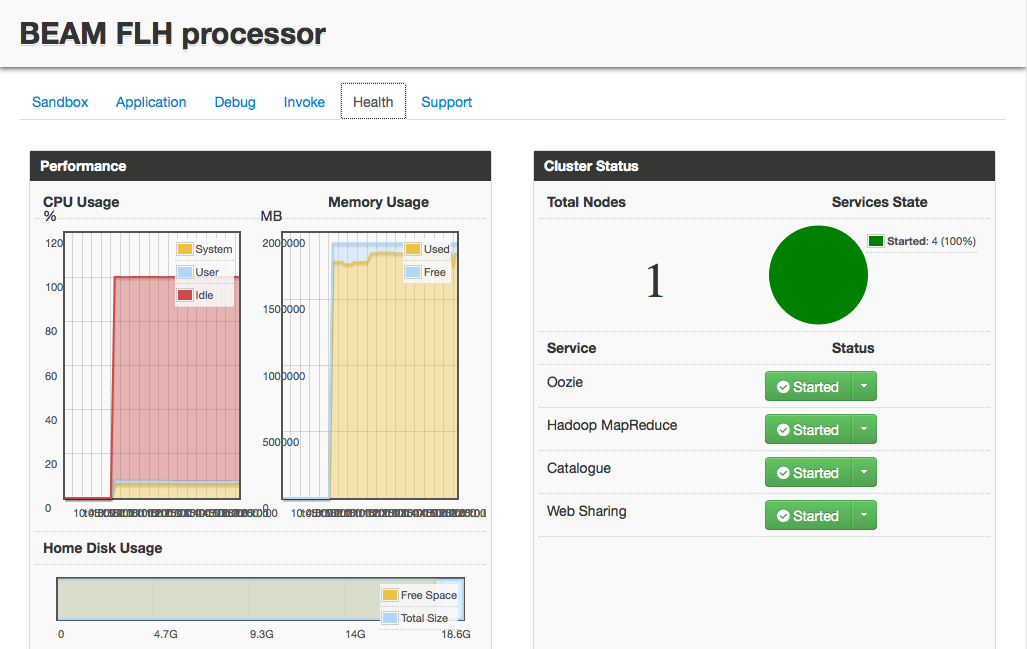 BEAM FLH processor
Sandbox Application Debug Invoke Health Support
Performance
CPU Usage
%
Memory Usage
MB
120
100
80
60
40
20
0
System
User
Idle
2000000
1500000
1000000
500000
0
Used
Free
Home Disk Usage
Free Space
Total Size
0 4.7G 9.3G 14G 18.6G
Cluster Status
Total Nodes Services State
1
Started: 4 (100%)
Service Status
Oozie Started
Hadoop MapReduce Started
Catalogue Started
Web Sharing Started